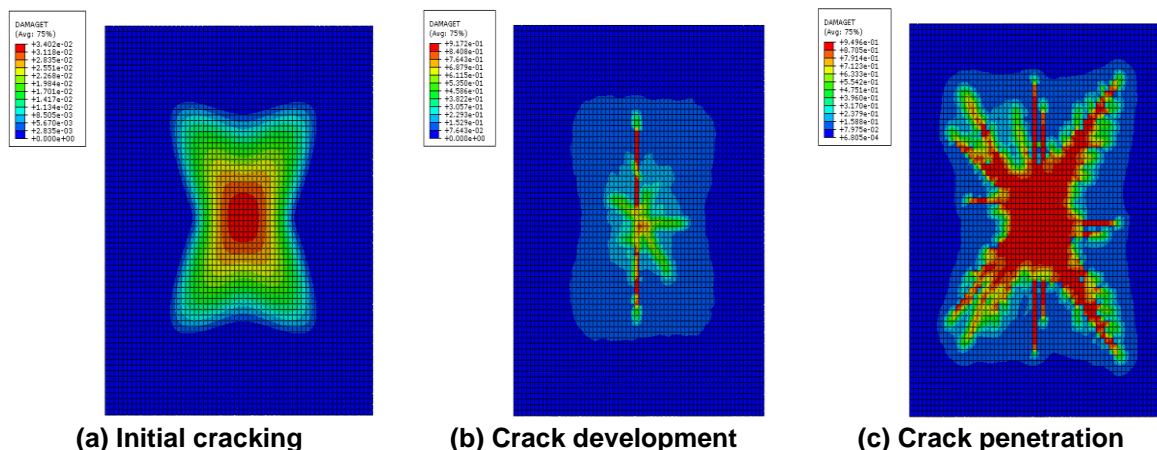 DAMAGET
(Avg: 75%)
+3.402e-02
+3.118e-02
+2.835e-02
+2.551e-02
+2.268e-02
+1.984e-02
+1.701e-02
+1.417e-02
+1.134e-02
+8.505e-03
+5.670e-03
+2.835e-03
+0.000e+00
DAMAGET
(Avg: 75%)
+9.172e-01
+8.408e-01
+7.643e-01
+6.879e-01
+6.115e-01
+5.350e-01
+4.586e-01
+3.822e-01
+3.057e-01
+2.293e-01
+1.529e-01
+7.643e-02
+0.000e+00
DAMAGET
(Avg: 75%)
+9.496e-01
+8.705e-01
+7.914e-01
+7.123e-01
+6.333e-01
+5.542e-01
+4.751e-01
+3.960e-01
+3.170e-01
+2.379e-01
+1.588e-01
+7.975e-02
+6.805e-04
(a) Initial cracking
(b) Crack development
(c) Crack penetration